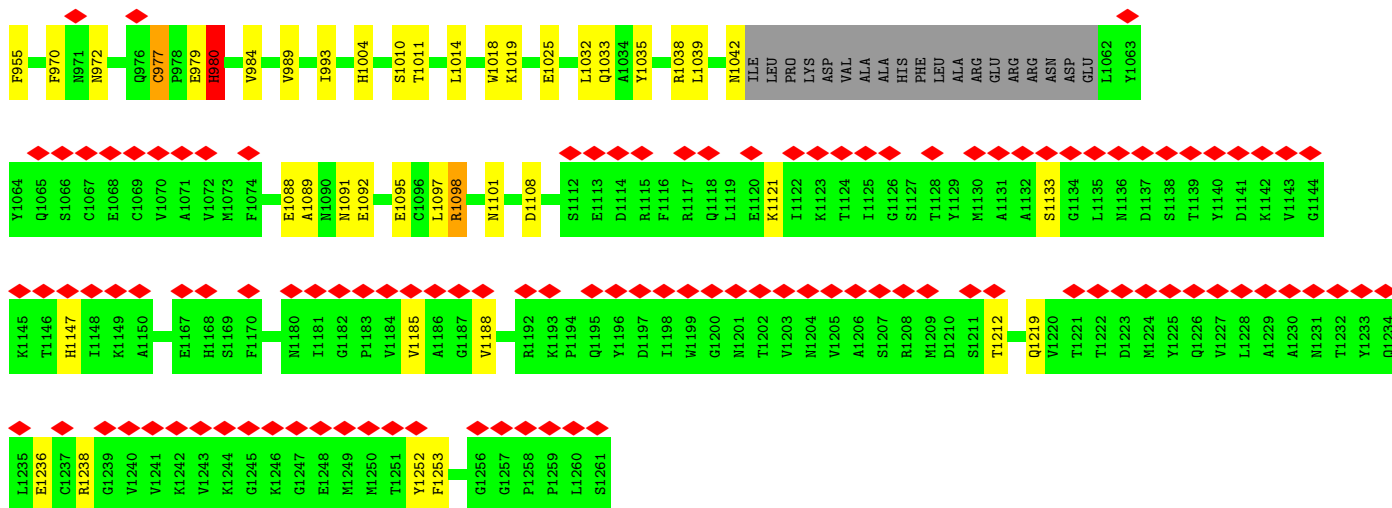 F955 F970 N971 N972 Q976 C977 P978 E979 H980 V984 V989 I993 H1004 S1010 T1011 L1014 W1018 K1019 E1025 L1032 Q1033 A1034 Y1035 R1038 L1039 N1042 ILE LEU PRO LYS ASP VAL ALA ALA HIS PHE LEU ALA ARG GLU ARG ARG ASN ASP GLU L1062 Y1063
Y1064 Q1065 S1066 C1067 E1068 C1069 V1070 A1071 V1072 M1073 F1074 E1088 A1089 N1090 N1091 E1092 E1095 C1096 L1097 R1098 N1101 D1108 S1112 E1113 D1114 R1115 F1116 R1117 Q1118 L1119 E1120 K1121 I1122 K1123 T1124 I1125 G1126 S1127 T1128 Y1129 M1130 A1131 A1132 S1133 G1134 L1135 N1136 D1137 S1138 T1139 Y1140 D1141 K1142 V1143 G1144
K1145 T1146 H1147 I1148 K1149 A1150 E1167 H1168 S1169 F1170 N1180 I1181 G1182 P1183 V1184 V1185 A1186 G1187 V1188 R1192 K1193 P1194 Q1195 Y1196 D1197 I1198 W1199 G1200 N1201 T1202 V1203 N1204 V1205 A1206 S1207 R1208 M1209 D1210 S1211 T1212 Q1219 V1220 T1221 T1222 D1223 M1224 Y1225 Q1226 V1227 L1228 A1229 A1230 N1231 T1232 Y1233 Q1234
L1235 E1236 C1237 R1238 G1239 V1240 V1241 K1242 V1243 K1244 G1245 K1246 G1247 E1248 M1249 M1250 T1251 Y1252 F1253 G1256 G1257 P1258 P1259 L1260 S1261